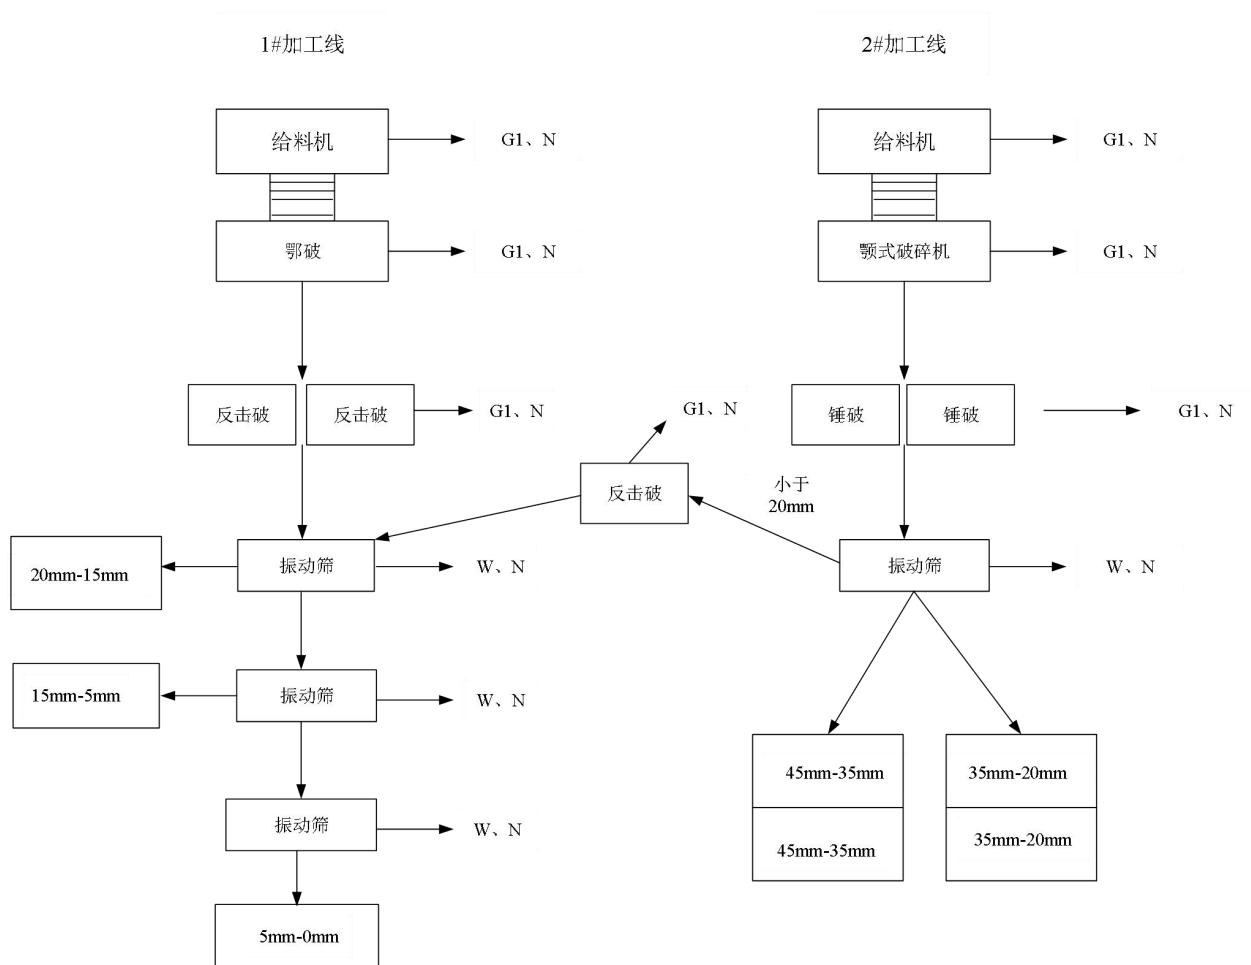 1#加工线
2#加工线
给料机
G1、N
给料机
G1、N
鄂破
G1、N
颚式破碎机
G1、N
反击破
反击破
G1、N
G1、N
锤破
锤破
G1、N
反击破
小于
20mm
20mm-15mm
振动筛
W、N
振动筛
W、N
15mm-5mm
振动筛
W、N
45mm-35mm
35mm-20mm
振动筛
W、N
45mm-35mm
35mm-20mm
5mm-0mm